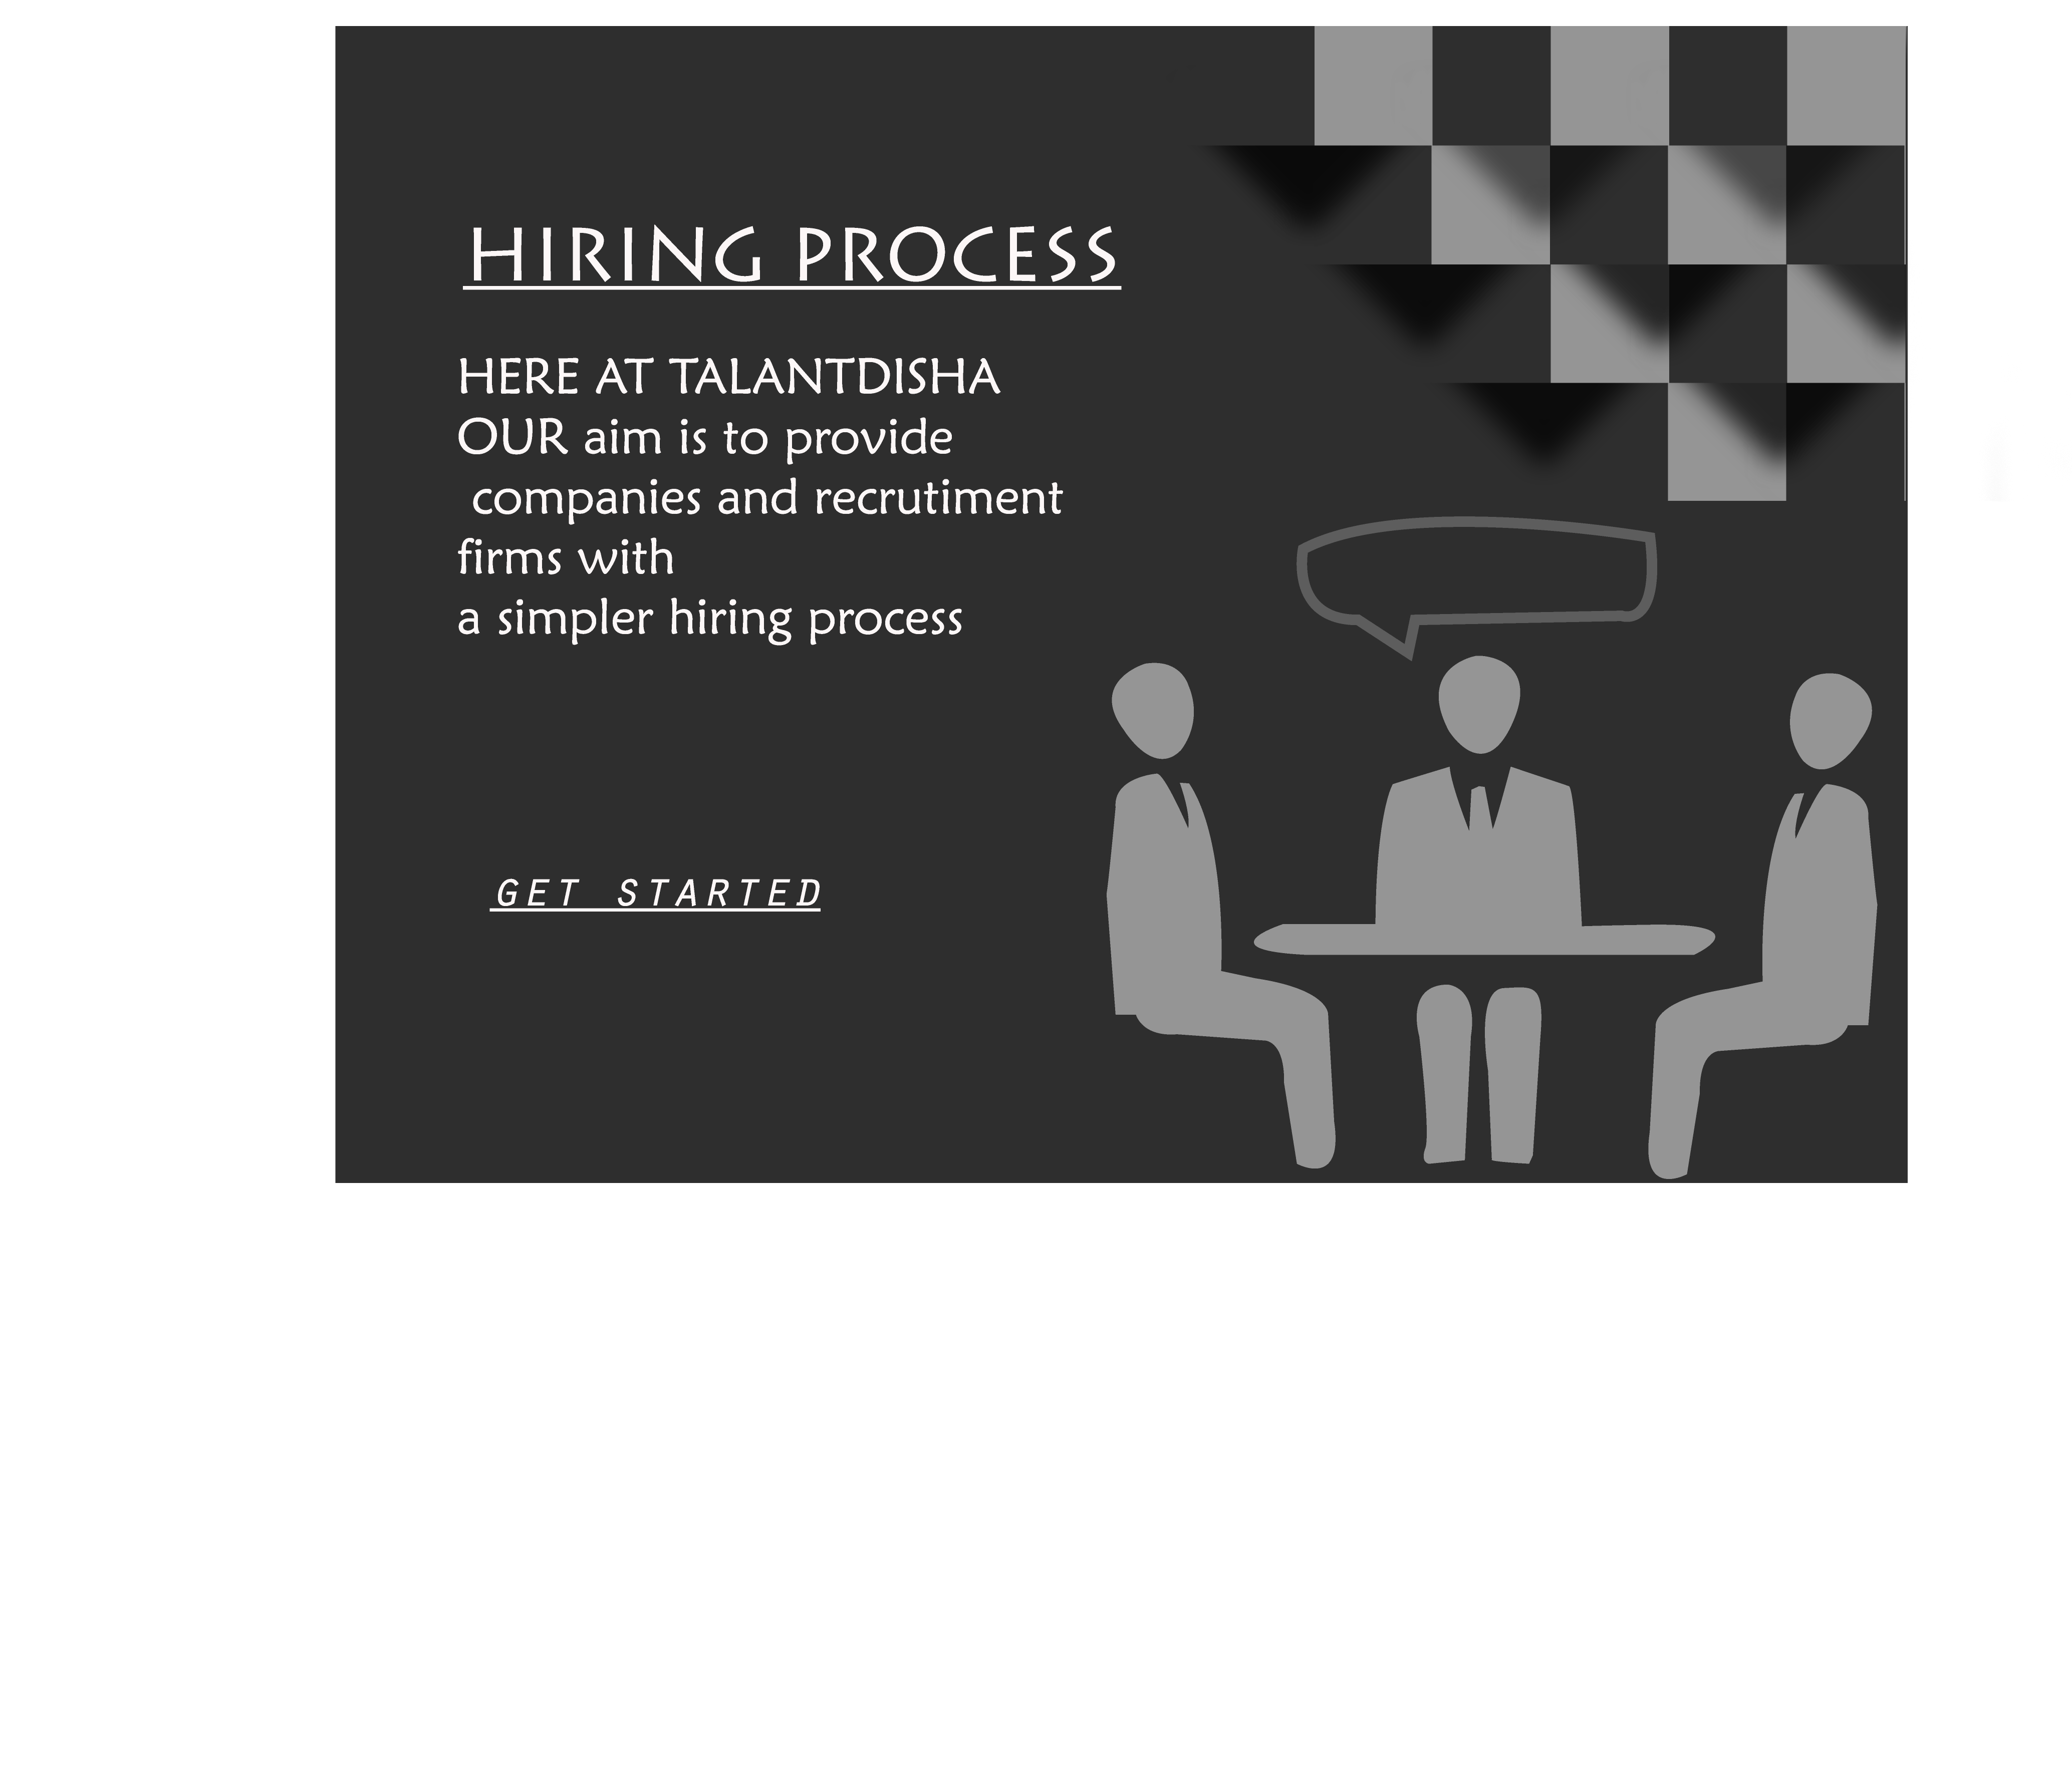 HIRING PROCESS
HERE AT TALANTDISHA
OUR aim is to provide
companies and recrutiment
firms with
a simpler hiring process
GET STARTED